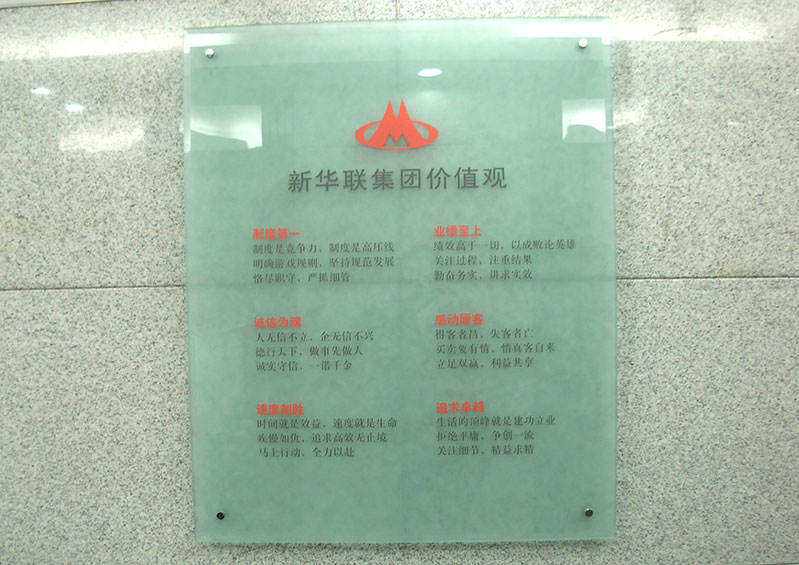 新华联集团价值观
制度第一
制度是竞争力，制度是高压线
明确游戏规则，坚持规范发展
恪尽职守，严抓细管
业绩至上
绩效高于一切，以成败论英雄
关注过程，注重结果
勤奋务实，讲求实效
诚信为魂
人无信不立，企无信不兴
德行天下，做事先做人
诚实守信，一诺千金
感动顾客
得客者昌，失客者亡
买卖要有情，情真客自来
立足双赢，利益共享
速度制胜
时间就是效益，速度就是生命
疾慢如仇，追求高效无止境
马上行动，全力以赴
追求卓越
生活的顶峰就是建功立业
拒绝平庸，争创一流
关注细节，精益求精